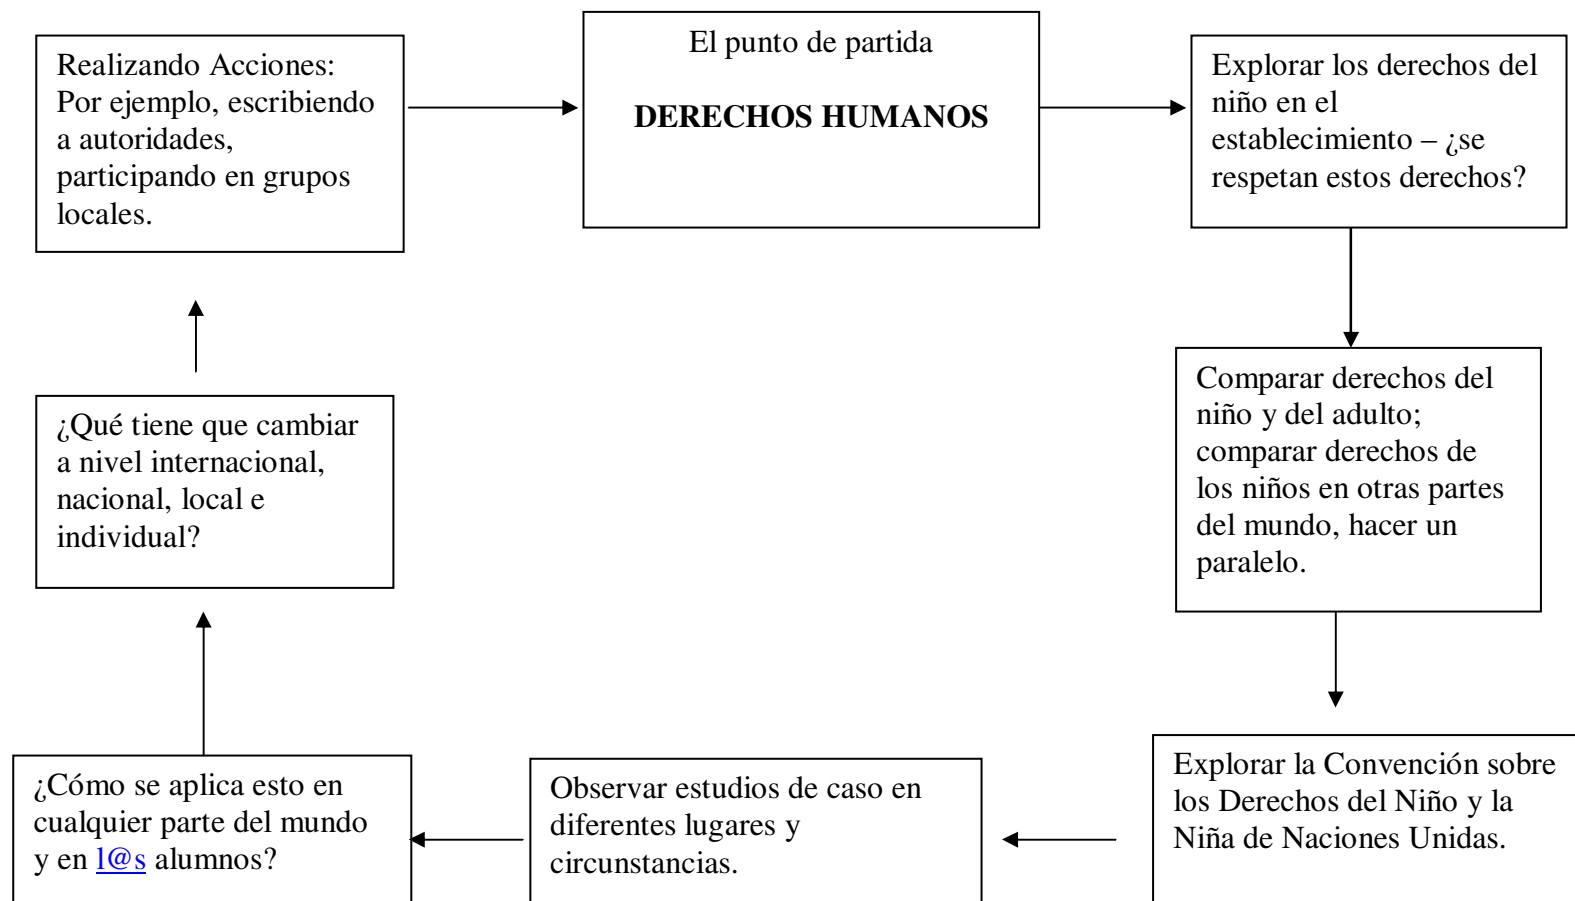 El punto de partida
DERECHOS HUMANOS
Explorar los derechos del
niño en el
establecimiento – ¿se
respetan estos derechos?
Comparar derechos del
niño y del adulto;
comparar derechos de
los niños en otras partes
del mundo, hacer un
paralelo.
Explorar la Convención sobre
los Derechos del Niño y la
Niña de Naciones Unidas.
Observar estudios de caso en
diferentes lugares y
circunstancias.
¿Cómo se aplica esto en
cualquier parte del mundo
y en l@s alumnos?
¿Qué tiene que cambiar
a nivel internacional,
nacional, local e
individual?
Realizando Acciones:
Por ejemplo, escribiendo
a autoridades,
participando en grupos
locales.